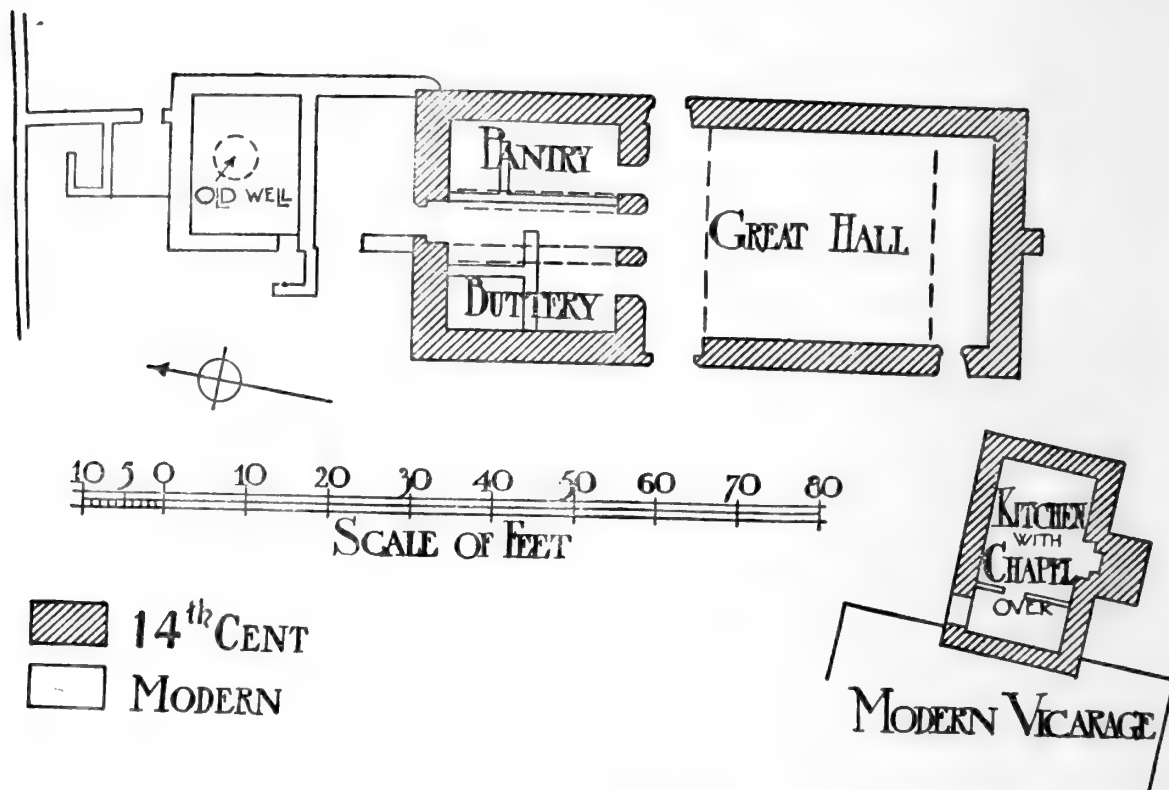 PANTRY
OLD WELL
GREAT HALL
BUTTERY
10 5 0 10 20 30 40 50 60 70 80
SCALE OF FEET
KITCHEN
WITH
CHAPEL
OVER
14th CENT
MODERN
MODERN VICARAGE